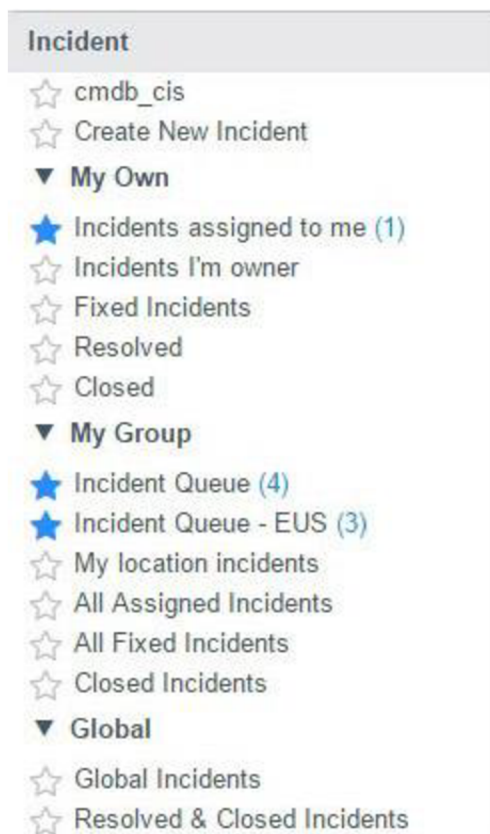 Incident
cmdb_cis
Create New Incident
My Own
Incidents assigned to me (1)
Incidents I'm owner
Fixed Incidents
Resolved
Closed
My Group
Incident Queue (4)
Incident Queue - EUS (3)
My location incidents
All Assigned Incidents
All Fixed Incidents
Closed Incidents
Global
Global Incidents
Resolved & Closed Incidents